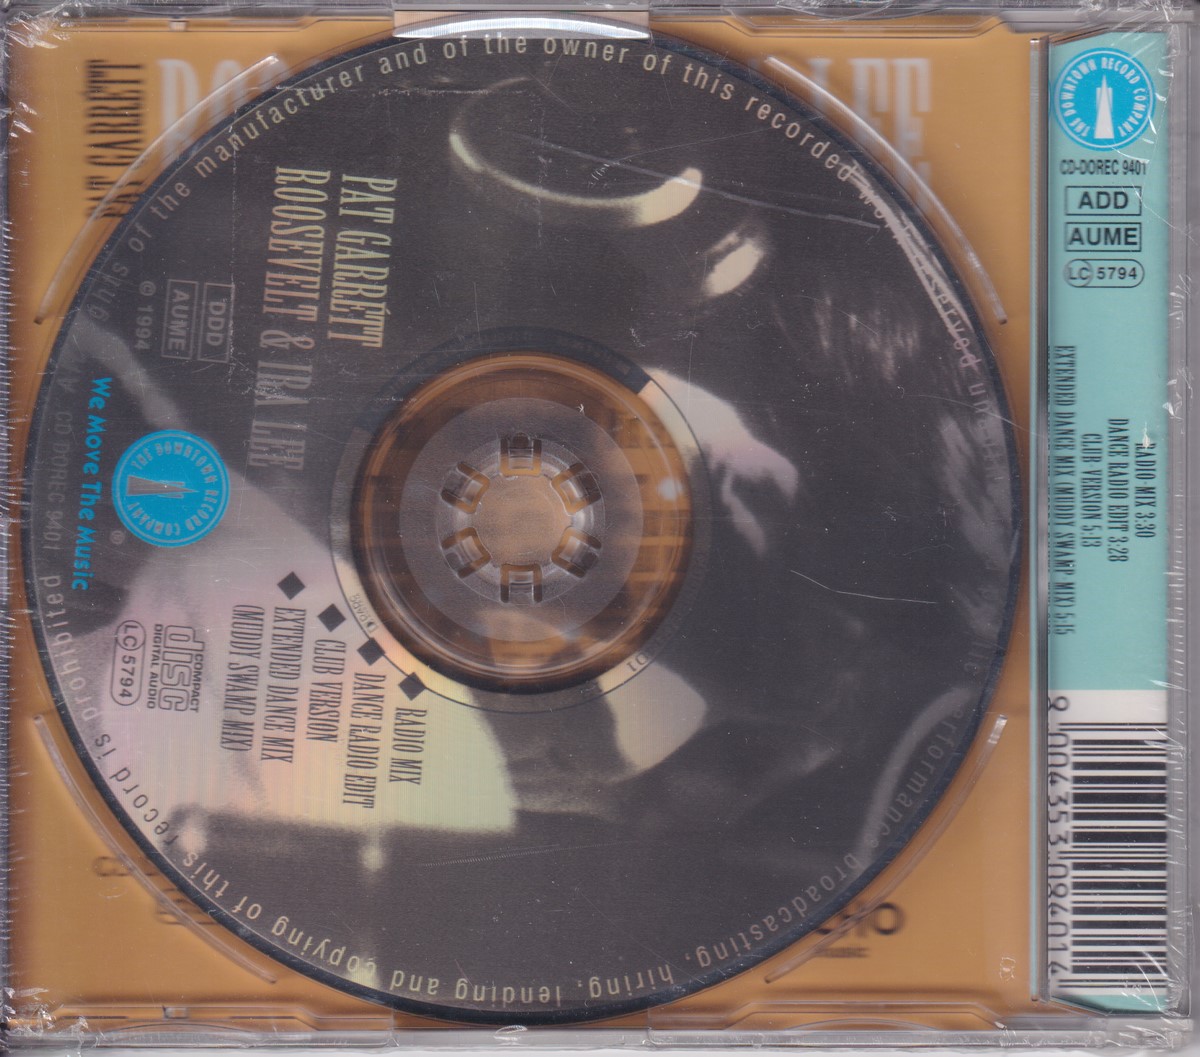 PAT GARRETT
ROOSEVELT & IRA LEE
DDD
AUME
℗ © 1994
CD DOREC 9401
We Move The Music
THE DOWNTOWN RECORD COMPANY
®
COMPACT
disc
DIGITAL AUDIO
LC 5794
◆ RADIO MIX
◆ DANCE RADIO EDIT
◆ CLUB VERSION
◆ EXTENDED DANCE MIX
(MUDDY SWAMP MIX)
of the manufacturer and of the owner of this recorded
broadcasting, hiring, lending and copying of this record is prohibited
PAT GARRETT
LEE
THE DOWNTOWN RECORD COMPANY
CD-DOREC 9401
ADD
AUME
LC 5794
RADIO MIX 3:30
DANCE RADIO EDIT 3:28
CLUB VERSION 5:13
EXTENDED DANCE MIX (MUDDY SWAMP MIX) 5:15
9 004353 094014